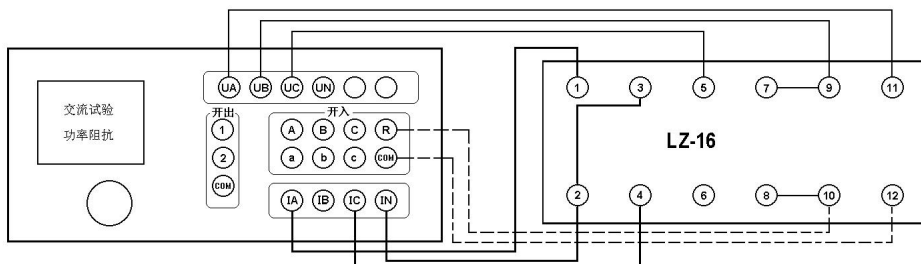 UA UB UC UN
交流试验
功率阻抗
开出
1
2
COM
开入
A B C R
a b c COM
IA IB IC IN
1 3 5 7 9 11
LZ-16
2 4 6 8 10 12